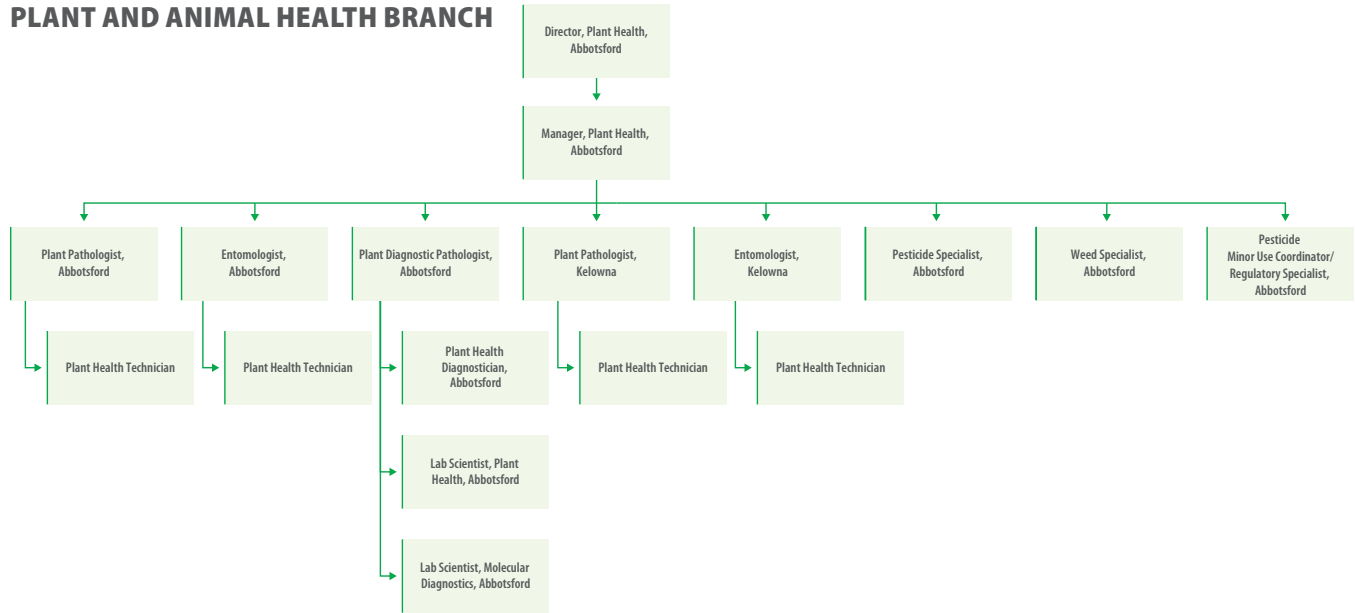 PLANT AND ANIMAL HEALTH BRANCH
Director, Plant Health,
Abbotsford
Manager, Plant Health,
Abbotsford
Plant Pathologist,
Abbotsford
Entomologist,
Abbotsford
Plant Diagnostic Pathologist,
Abbotsford
Plant Pathologist,
Kelowna
Entomologist,
Kelowna
Pesticide Specialist,
Abbotsford
Weed Specialist,
Abbotsford
Pesticide
Minor Use Coordinator/
Regulatory Specialist,
Abbotsford
Plant Health Technician
Plant Health Technician
Plant Health
Diagnostician,
Abbotsford
Plant Health Technician
Plant Health Technician
Lab Scientist, Plant
Health, Abbotsford
Lab Scientist, Molecular
Diagnostics, Abbotsford